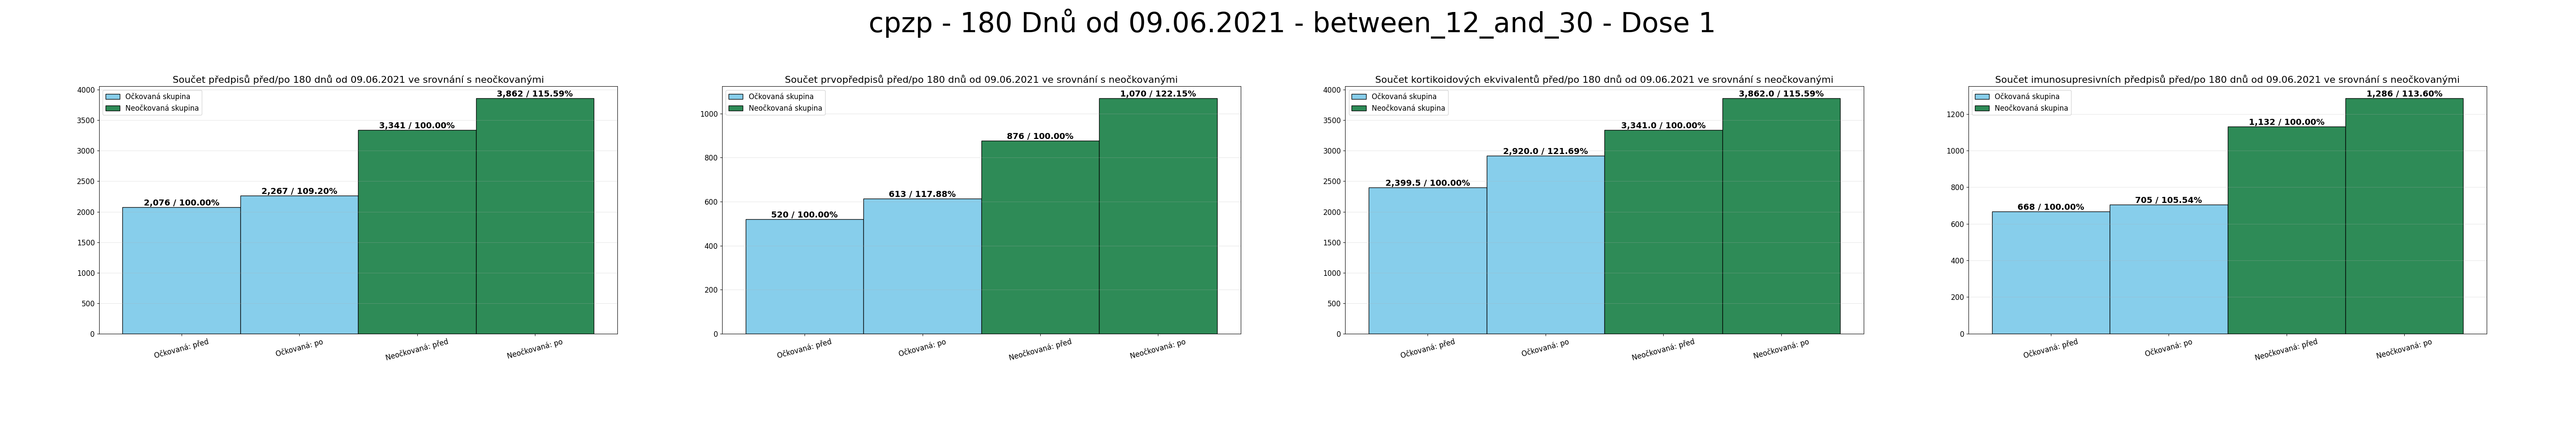 cpzp - 180 Dnů od 09.06.2021 - between_12_and_30 - Dose 1
Součet předpisů před/po 180 dnů od 09.06.2021 ve srovnání s neočkovanými
Očkovaná skupina
Neočkovaná skupina
4000
3500
3000
2500
2000
1500
1000
500
0
2,076 / 100.00%
2,267 / 109.20%
3,341 / 100.00%
3,862 / 115.59%
Očkovaná: před
Očkovaná: po
Neočkovaná: před
Neočkovaná: po
Součet prvopředpisů před/po 180 dnů od 09.06.2021 ve srovnání s neočkovanými
Očkovaná skupina
Neočkovaná skupina
1000
800
600
400
200
0
520 / 100.00%
613 / 117.88%
876 / 100.00%
1,070 / 122.15%
Očkovaná: před
Očkovaná: po
Neočkovaná: před
Neočkovaná: po
Součet kortikoidových ekvivalentů před/po 180 dnů od 09.06.2021 ve srovnání s neočkovanými
Očkovaná skupina
Neočkovaná skupina
4000
3500
3000
2500
2000
1500
1000
500
0
2,399.5 / 100.00%
2,920.0 / 121.69%
3,341.0 / 100.00%
3,862.0 / 115.59%
Očkovaná: před
Očkovaná: po
Neočkovaná: před
Neočkovaná: po
Součet imunosupresivních předpisů před/po 180 dnů od 09.06.2021 ve srovnání s neočkovanými
Očkovaná skupina
Neočkovaná skupina
1200
1000
800
600
400
200
0
668 / 100.00%
705 / 105.54%
1,132 / 100.00%
1,286 / 113.60%
Očkovaná: před
Očkovaná: po
Neočkovaná: před
Neočkovaná: po